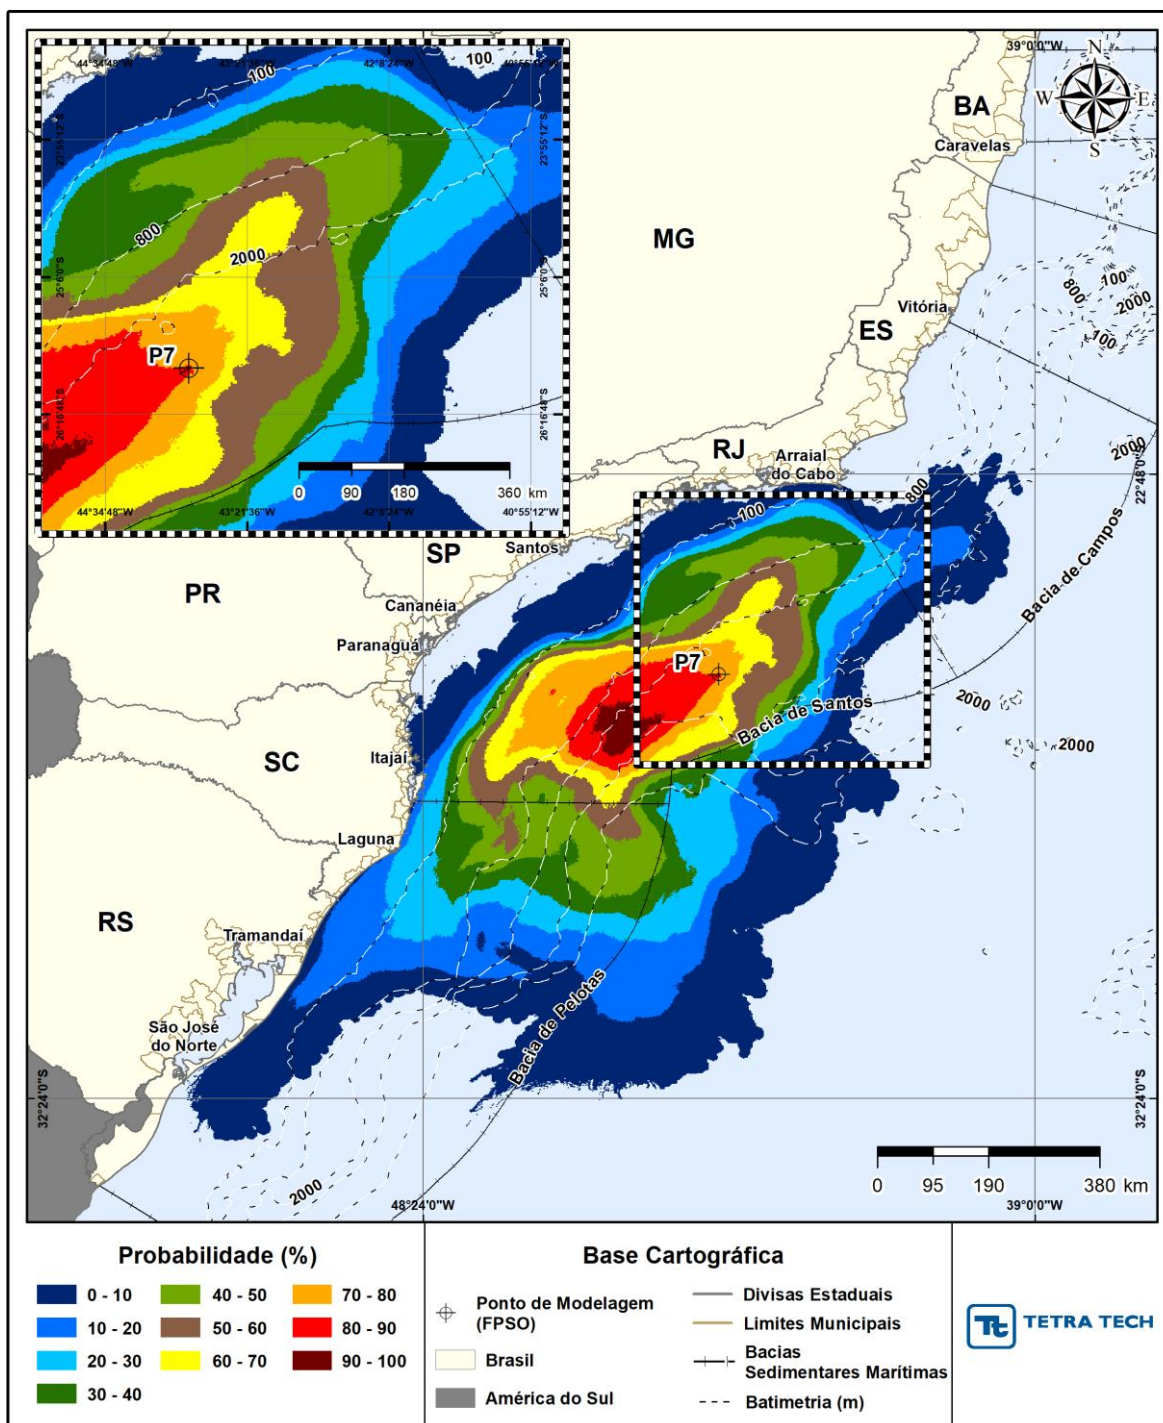 44°34'48"W
43°21'36"W
42°8'24"W
40°55'12"W
100
100
23°55'12"S
23°55'12"S
800
2000
25°6'0"S
25°6'0"S
P7
26°16'48"S
26°16'48"S
0 90 180 360 km
44°34'48"W
43°21'36"W
42°8'24"W
40°55'12"W
39°0'0"W
N
W E
S
BA
Caravelas
MG
800
100
2000
100
Vitória
ES
2000
RJ
Arraial
do Cabo
22°48'0"S
800
100
SP
Santos
PR
Cananéia
Bacia de Campos
Paranaguá
P7
Bacia de Santos
2000
2000
SC
Itajaí
Laguna
RS
Tramandaí
Bacia de Pelotas
São José
do Norte
32°24'0"S
32°24'0"S
2000
0 95 190 380 km
48°24'0"W
39°0'0"W
Probabilidade (%)
0 - 10
10 - 20
20 - 30
30 - 40
40 - 50
50 - 60
60 - 70
70 - 80
80 - 90
90 - 100
Base Cartográfica
Ponto de Modelagem
(FPSO)
Brasil
América do Sul
Divisas Estaduais
Limites Municipais
Bacias
Sedimentares Marítimas
Batimetria (m)
Tt TETRA TECH